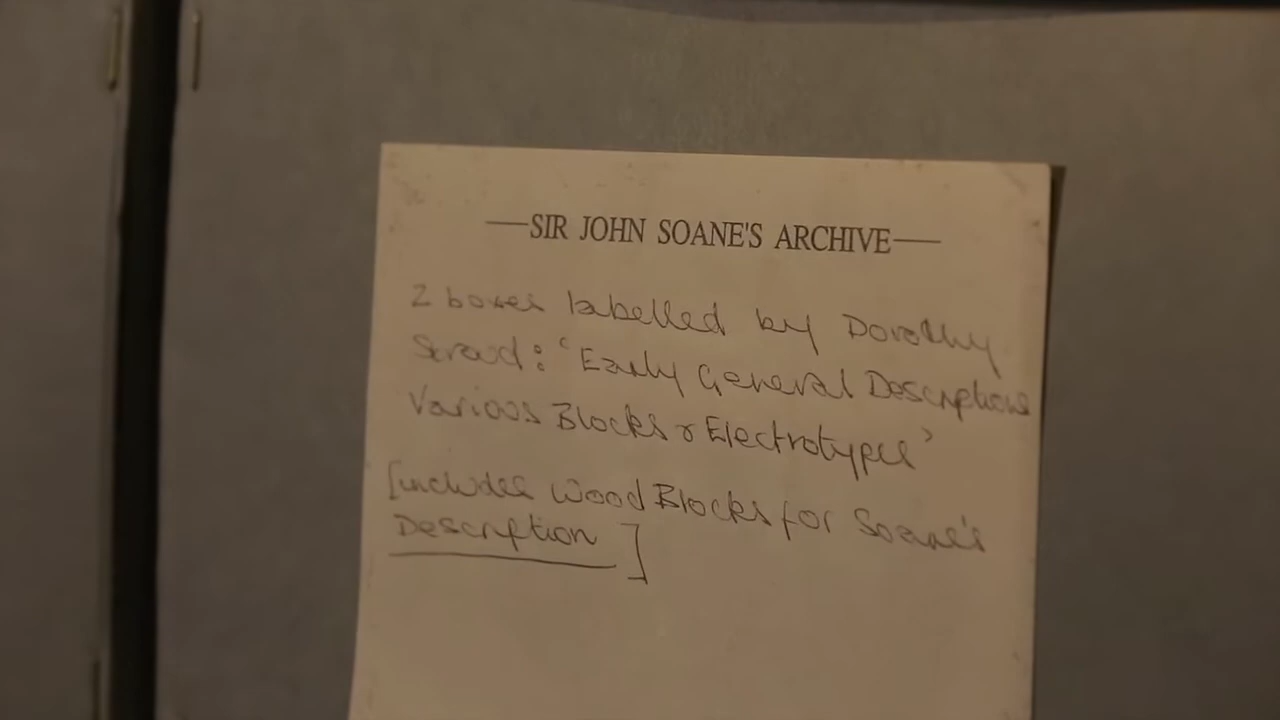 —SIR JOHN SOANE'S ARCHIVE—
2 boxes labelled by Dorothy
Stroud: 'Early General Descriptions
Various Blocks & Electrotypes'
[includes Wood Blocks for Soane's
Description]